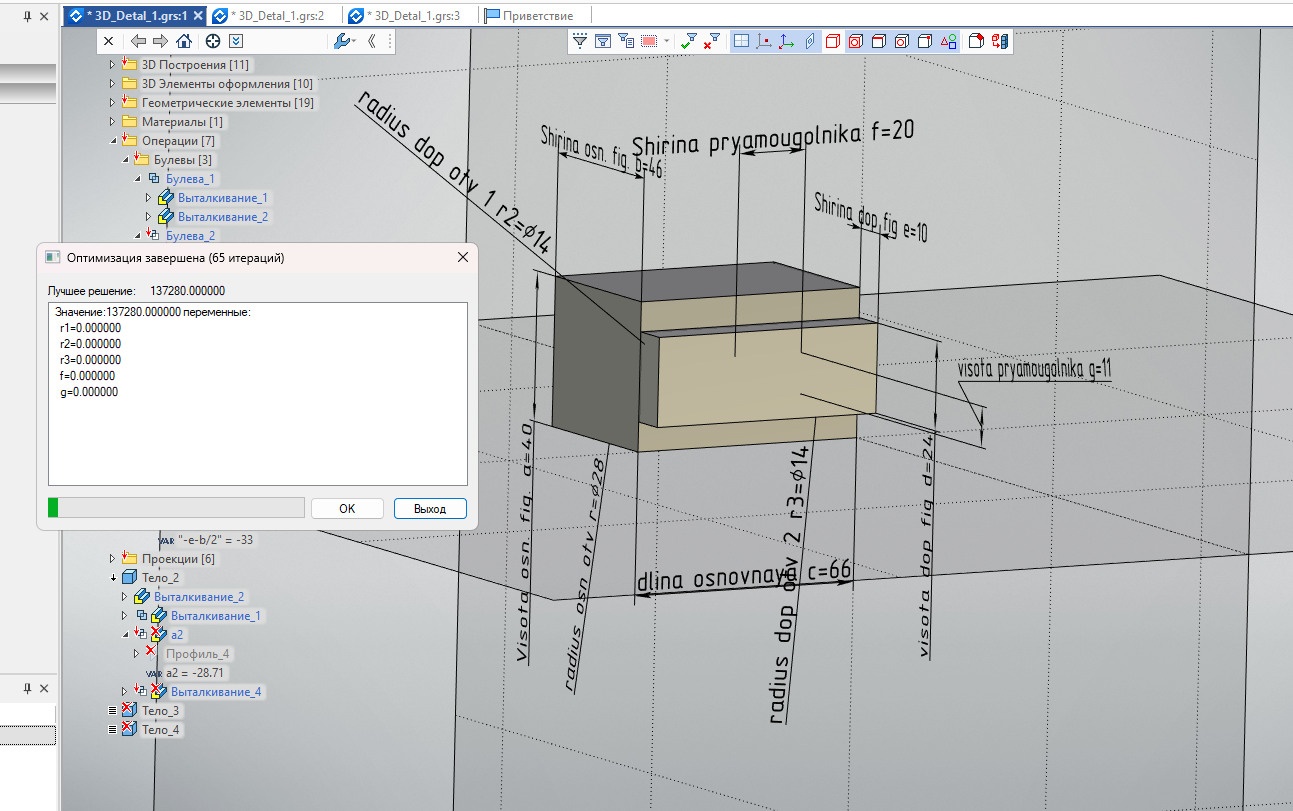 * 3D_Detal_1.grs:1
* 3D_Detal_1.grs:2
* 3D_Detal_1.grs:3
Приветствие
3D Построения [11]
3D Элементы оформления [10]
Геометрические элементы [19]
Материалы [1]
Операции [7]
Булевы [3]
Булева_1
Выталкивание_1
Выталкивание_2
Булева_2
Оптимизация завершена (65 итераций)
Лучшее решение: 137280.000000
Значение:137280.000000 переменные:
r1=0.000000
r2=0.000000
r3=0.000000
f=0.000000
g=0.000000
OK
Выход
VAR "-e-b/2" = -33
Проекции [6]
Тело_2
Выталкивание_2
Выталкивание_1
a2
Профиль_4
VAR a2 = -28.71
Выталкивание_4
Тело_3
Тело_4
radius dop otv 1 r2=⌀14
Shirina osn. fig. b=46
Shirina pryamougolnika f=20
Shirina dop fig e=10
visota pryamougolnika g=11
Visota osn. fig. a=40
radius osn otv r=⌀28
dlina osnovnaya c=66
radius dop otv 2 r3=⌀14
visota dop fig d=24